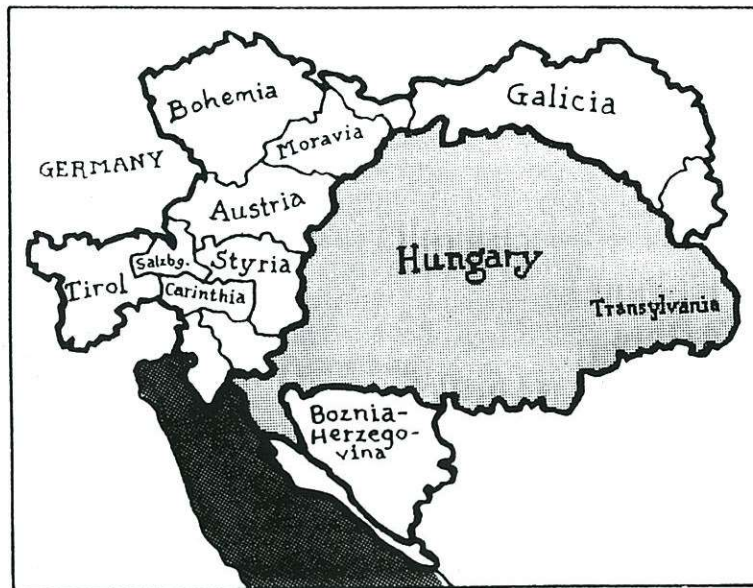 Bohemia
Galicia
Moravia
GERMANY
Austria
Hungary
Salzbg.
Styria
Tirol
Carinthia
Transylvania
Boznia-
Herzego-
vina